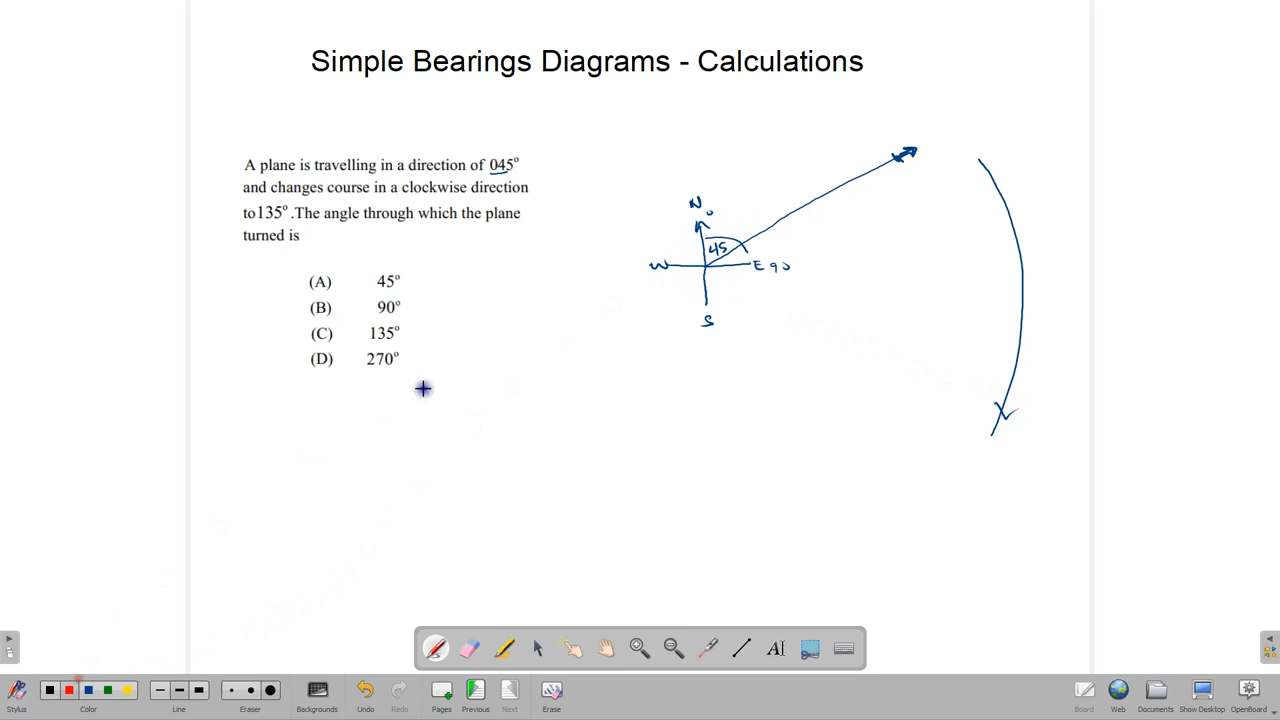 Simple Bearings Diagrams - Calculations
A plane is travelling in a direction of 045°
and changes course in a clockwise direction
to135° .The angle through which the plane
turned is
(A) 45°
(B) 90°
(C) 135°
(D) 270°
N
0
45
W
E 90
S
Stylus
Color
Line
Eraser
Backgrounds
Undo
Redo
Pages
Previous
Next
Erase
Board
Web
Documents
Show Desktop
OpenBoard